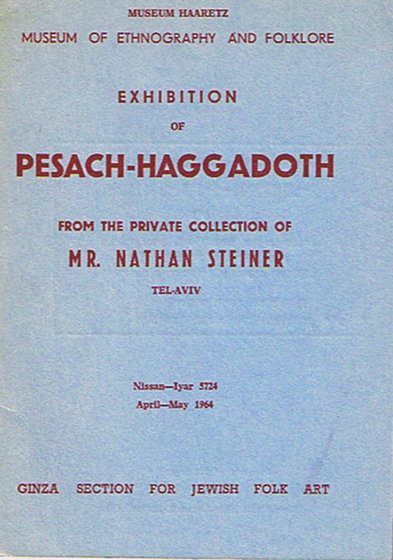 MUSEUM HAARETZ
MUSEUM OF ETHNOGRAPHY AND FOLKLORE
EXHIBITION
OF
PESACH-HAGGADOTH
FROM THE PRIVATE COLLECTION OF
MR. NATHAN STEINER
TEL-AVIV
Nissan—Iyar 5724
April—May 1964
GINZA SECTION FOR JEWISH FOLK ART